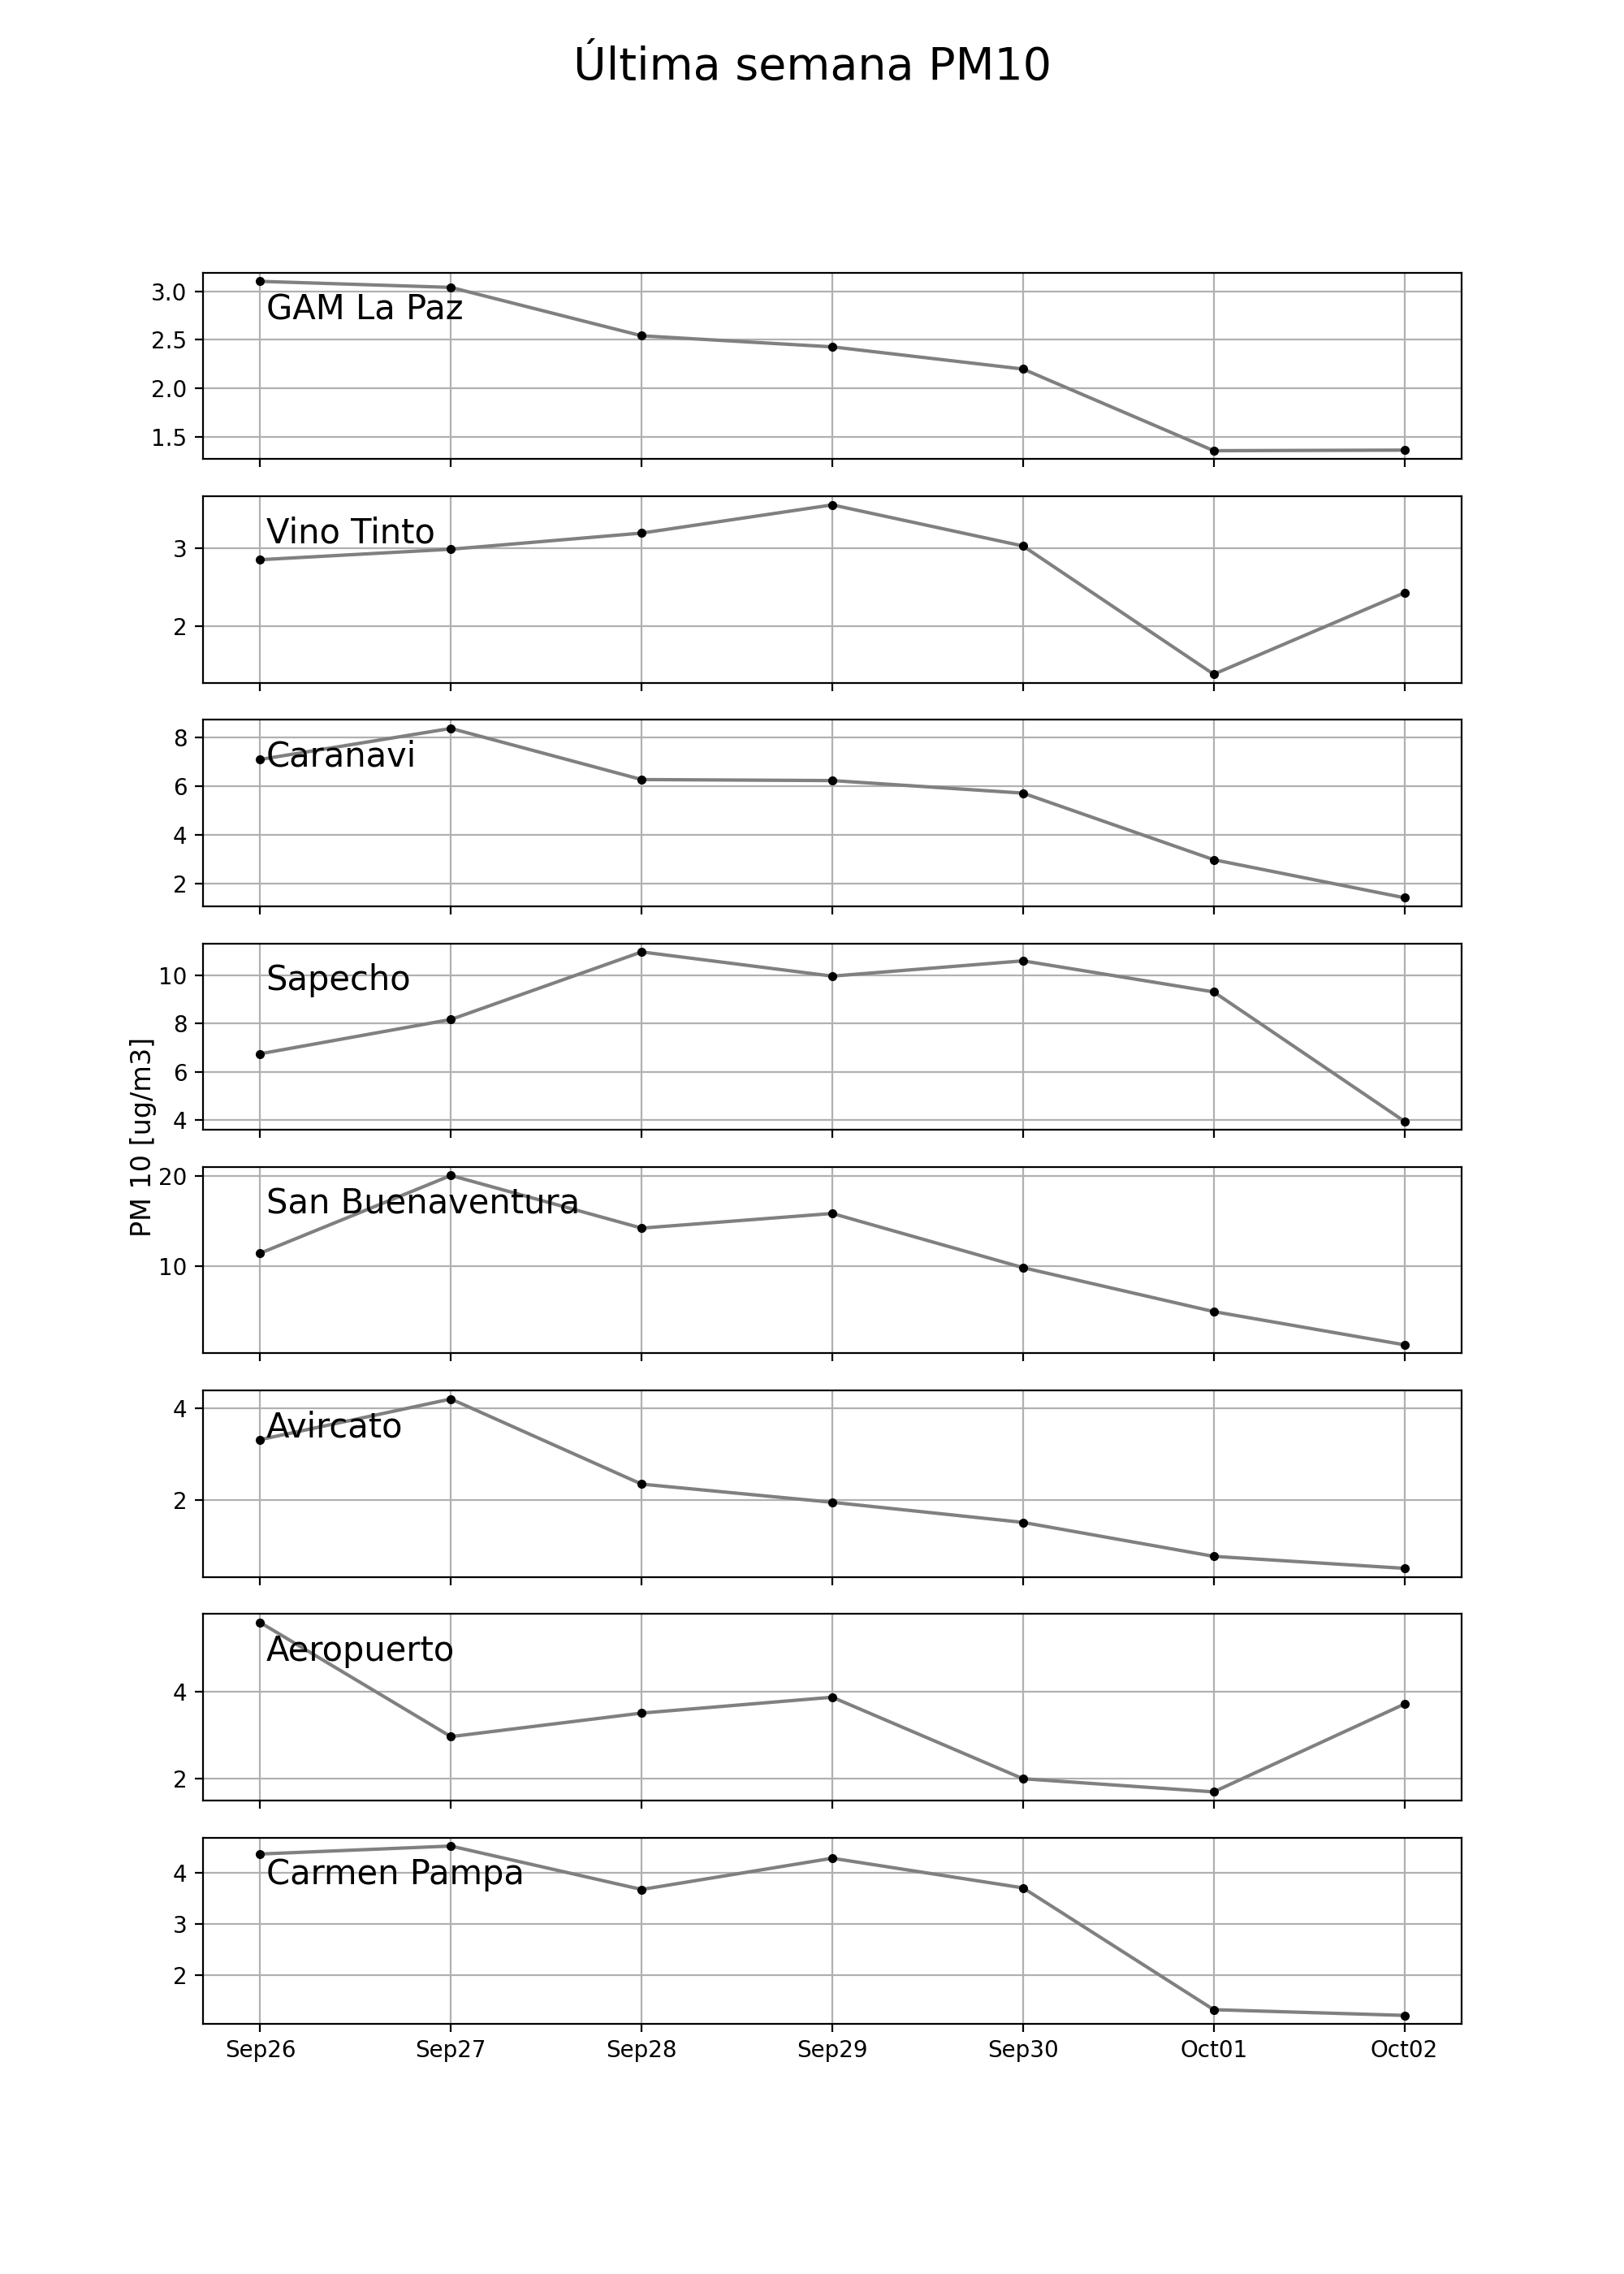 Última semana PM10
GAM La Paz
3.0
2.5
2.0
1.5
Vino Tinto
3
2
Caranavi
8
6
4
2
Sapecho
10
8
6
4
PM 10 [ug/m3]
San Buenaventura
20
10
Avircato
4
2
Aeropuerto
4
2
Carmen Pampa
4
3
2
Sep26 Sep27 Sep28 Sep29 Sep30 Oct01 Oct02